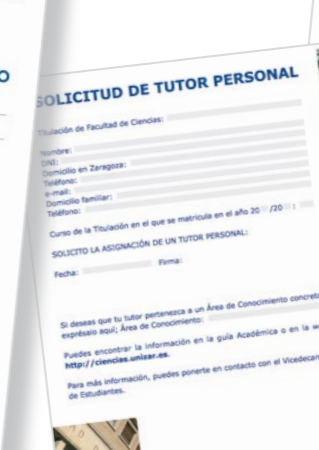 O
SOLICITUD DE TUTOR PERSONAL
Titulación de Facultad de Ciencias:
Nombre:
DNI:
Domicilio en Zaragoza:
Teléfono:
e-mail:
Domicilio familiar:
Teléfono:
Curso de la Titulación en el que se matricula en el año 20 /20 :
SOLICITO LA ASIGNACIÓN DE UN TUTOR PERSONAL:
Fecha: Firma:
Si deseas que tu tutor pertenezca a un Área de Conocimiento concreto
exprésalo aquí; Área de Conocimiento:
Puedes encontrar la información en la guía Académica o en la
http://ciencias.unizar.es.
Para más información, puedes ponerte en contacto con el
de Estudiantes.